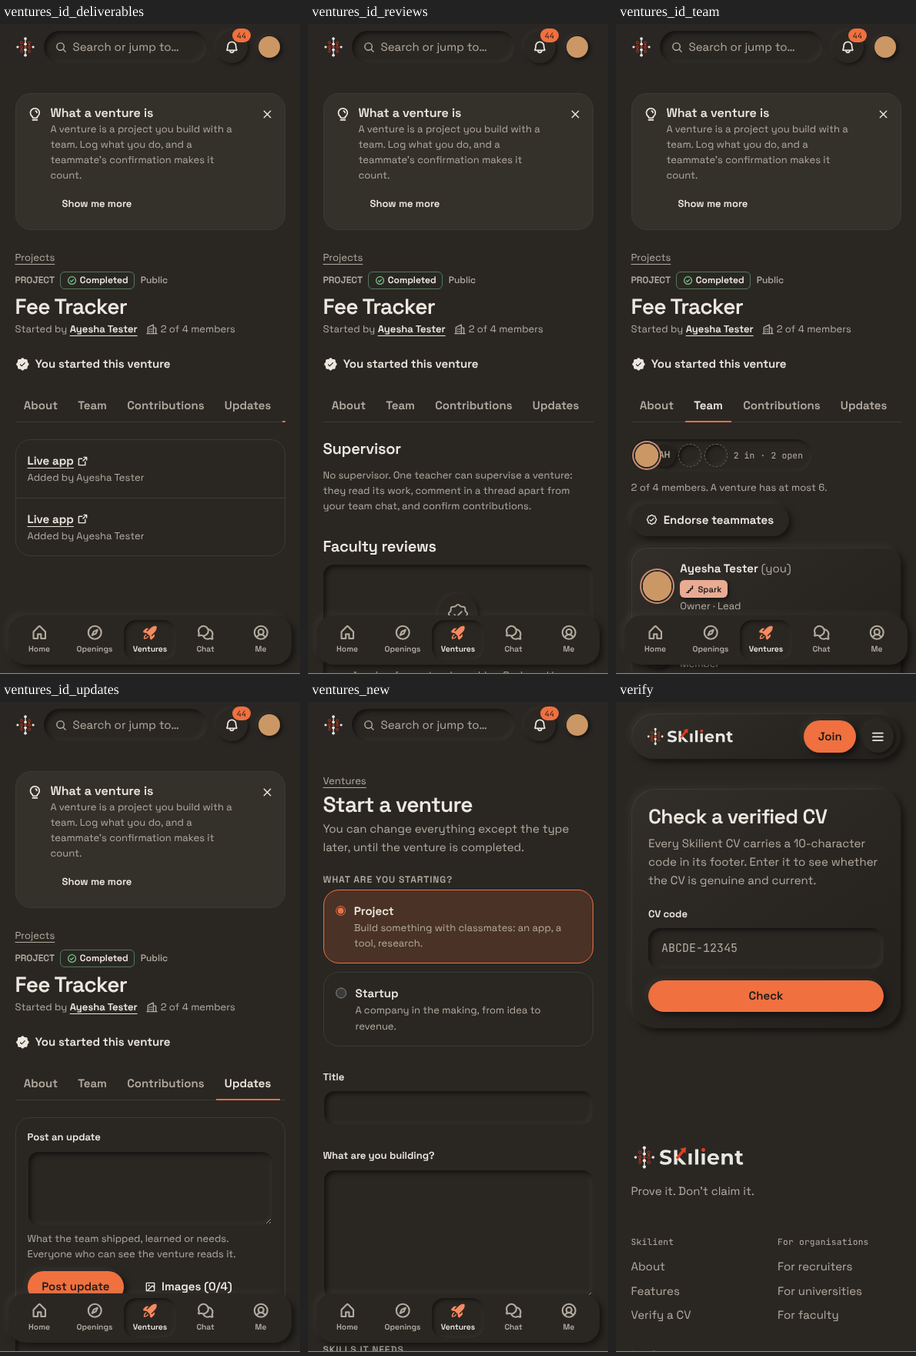 ventures_id_deliverables
Search or jump to...
44
What a venture is
A venture is a project you build with a
team. Log what you do, and a
teammate's confirmation makes it
count.
Show me more
Projects
PROJECT Completed Public
Fee Tracker
Started by Ayesha Tester 2 of 4 members
You started this venture
About Team Contributions Updates
Live app
Added by Ayesha Tester
Live app
Added by Ayesha Tester
Home Openings Ventures Chat Me
ventures_id_reviews
Search or jump to...
44
What a venture is
A venture is a project you build with a
team. Log what you do, and a
teammate's confirmation makes it
count.
Show me more
Projects
PROJECT Completed Public
Fee Tracker
Started by Ayesha Tester 2 of 4 members
You started this venture
About Team Contributions Updates
Supervisor
No supervisor. One teacher can supervise a venture:
they read its work, comment in a thread apart from
your team chat, and confirm contributions.
Faculty reviews
Home Openings Ventures Chat Me
ventures_id_team
Search or jump to...
44
What a venture is
A venture is a project you build with a
team. Log what you do, and a
teammate's confirmation makes it
count.
Show me more
Projects
PROJECT Completed Public
Fee Tracker
Started by Ayesha Tester 2 of 4 members
You started this venture
About Team Contributions Updates
AH 2 in · 2 open
2 of 4 members. A venture has at most 6.
Endorse teammates
Ayesha Tester (you)
Spark
Owner · Lead
Home Openings Ventures Chat Me
Member
ventures_id_updates
Search or jump to...
44
What a venture is
A venture is a project you build with a
team. Log what you do, and a
teammate's confirmation makes it
count.
Show me more
Projects
PROJECT Completed Public
Fee Tracker
Started by Ayesha Tester 2 of 4 members
You started this venture
About Team Contributions Updates
Post an update
What the team shipped, learned or needs.
Everyone who can see the venture reads it.
Post update Images (0/4)
Home Openings Ventures Chat Me
ventures_new
Search or jump to...
44
Ventures
Start a venture
You can change everything except the type
later, until the venture is completed.
WHAT ARE YOU STARTING?
Project
Build something with classmates: an app, a
tool, research.
Startup
A company in the making, from idea to
revenue.
Title
What are you building?
Home Openings Ventures Chat Me
SKILLS IT NEEDS
verify
Skilient Join
Check a verified CV
Every Skilient CV carries a 10-character
code in its footer. Enter it to see whether
the CV is genuine and current.
CV code
ABCDE-12345
Check
Skilient
Prove it. Don't claim it.
Skilient For organisations
About For recruiters
Features For universities
Verify a CV For faculty